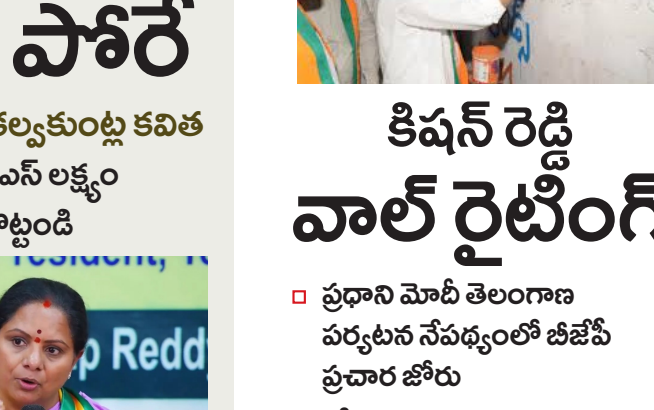 పోరే
కల్వకుంట్ల కవిత
ఎస్ లక్ష్యం
p Reddy
కిషన్ రెడ్డి
వాల్ రైటింగ్
ప్రధాని మోదీ తెలంగాణ
పర్యటన నేపథ్యంలో బీజేపీ
ప్రచార జోరు